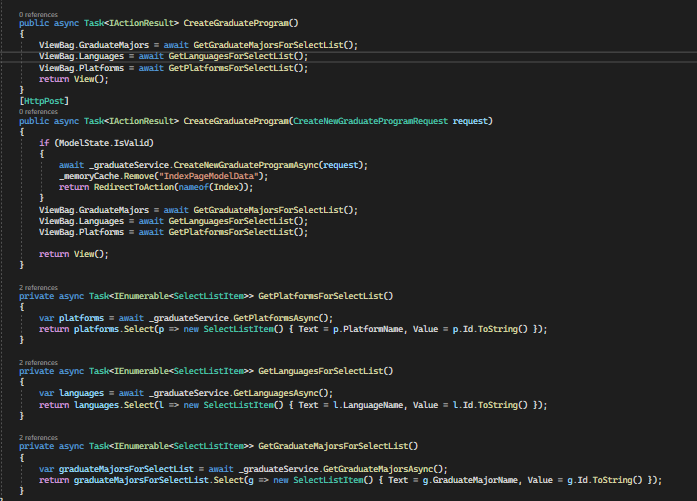 0 references
public async Task<IActionResult> CreateGraduateProgram()
{
ViewBag.GraduateMajors = await GetGraduateMajorsForSelectList();
ViewBag.Languages = await GetLanguagesForSelectList();
ViewBag.Platforms = await GetPlatformsForSelectList();
return View();
}
[HttpPost]
0 references
public async Task<IActionResult> CreateGraduateProgram(CreateNewGraduateProgramRequest request)
{
if (ModelState.IsValid)
{
await _graduateService.CreateNewGraduateProgramAsync(request);
_memoryCache.Remove("IndexPageModelData");
return RedirectToAction(nameof(Index));
}
ViewBag.GraduateMajors = await GetGraduateMajorsForSelectList();
ViewBag.Languages = await GetLanguagesForSelectList();
ViewBag.Platforms = await GetPlatformsForSelectList();
return View();
}
2 references
private async Task<IEnumerable<SelectListItem>> GetPlatformsForSelectList()
{
var platforms = await _graduateService.GetPlatformsAsync();
return platforms.Select(p => new SelectListItem() { Text = p.PlatformName, Value = p.Id.ToString() });
}
2 references
private async Task<IEnumerable<SelectListItem>> GetLanguagesForSelectList()
{
var languages = await _graduateService.GetLanguagesAsync();
return languages.Select(l => new SelectListItem() { Text = l.LanguageName, Value = l.Id.ToString() });
}
2 references
private async Task<IEnumerable<SelectListItem>> GetGraduateMajorsForSelectList()
{
var graduateMajorsForSelectList = await _graduateService.GetGraduateMajorsAsync();
return graduateMajorsForSelectList.Select(g => new SelectListItem() { Text = g.GraduateMajorName, Value = g.Id.ToString() });
}